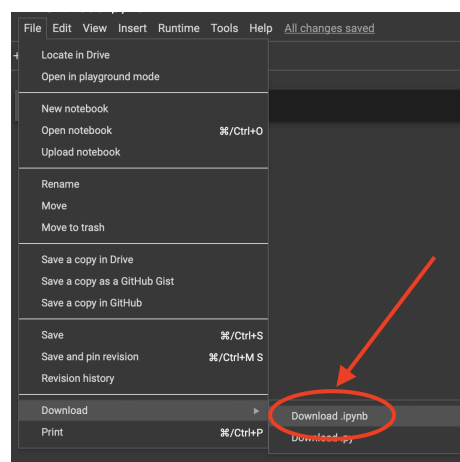 File Edit View Insert Runtime Tools Help All changes saved
Locate in Drive
Open in playground mode
New notebook
Open notebook ⌘/Ctrl+O
Upload notebook
Rename
Move
Move to trash
Save a copy in Drive
Save a copy as a GitHub Gist
Save a copy in GitHub
Save ⌘/Ctrl+S
Save and pin revision ⌘/Ctrl+M S
Revision history
Download ►
Download .ipynb
Print ⌘/Ctrl+P
Download .py